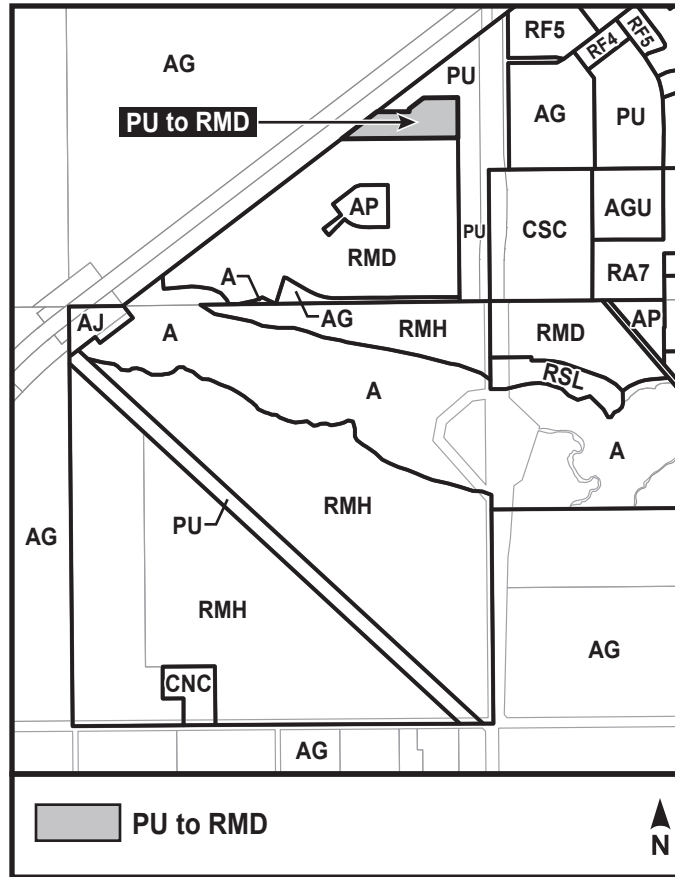 RF5
RF4
RF5
AG
PU
AG
PU
PU to RMD
AP
CSC
AGU
PU
RMD
A
RA7
AG
AJ
A
RMH
RMD
AP
RSL
A
A
RMH
PU
AG
RMH
AG
CNC
AG
PU to RMD
N